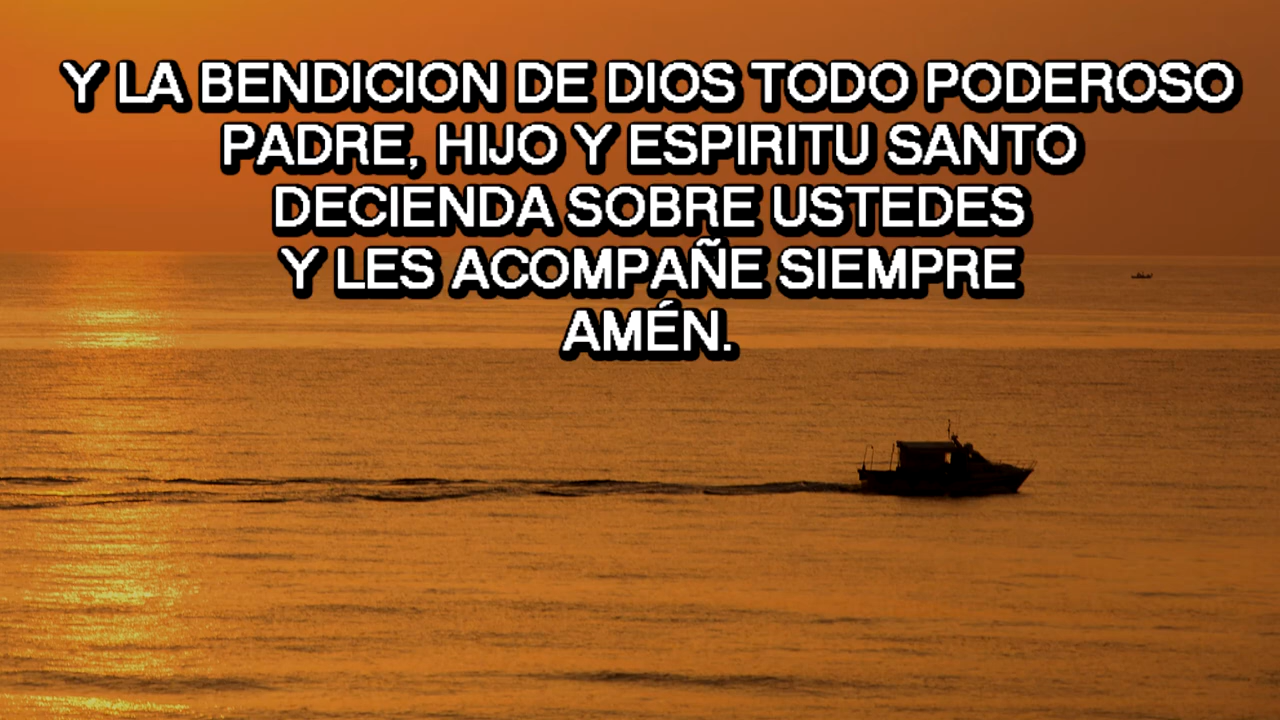 Y LA BENDICION DE DIOS TODO PODEROSO
PADRE, HIJO Y ESPIRITU SANTO
DECIENDA SOBRE USTEDES
Y LES ACOMPAÑE SIEMPRE
AMÉN.